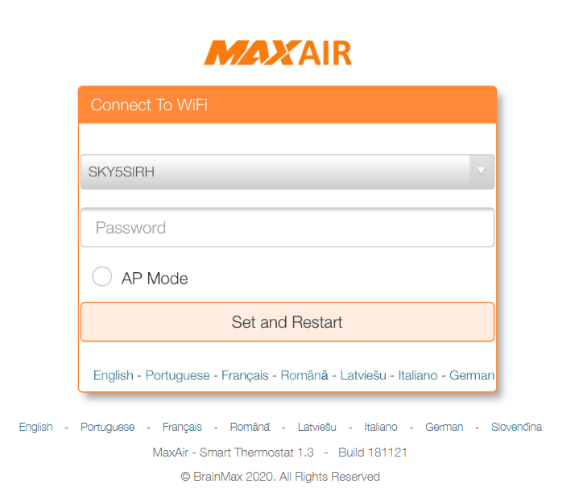 MAXAIR
Connect To WiFi
SKY5SIRH
Password
AP Mode
Set and Restart
English - Portuguese - Français - Română - Latviešu - Italiano - German
English - Portuguese - Français - Română - Latviešu - Italiano - German - Slovenčina
MaxAir - Smart Thermostat 1.3 - Build 181121
© BrainMax 2020. All Rights Reserved